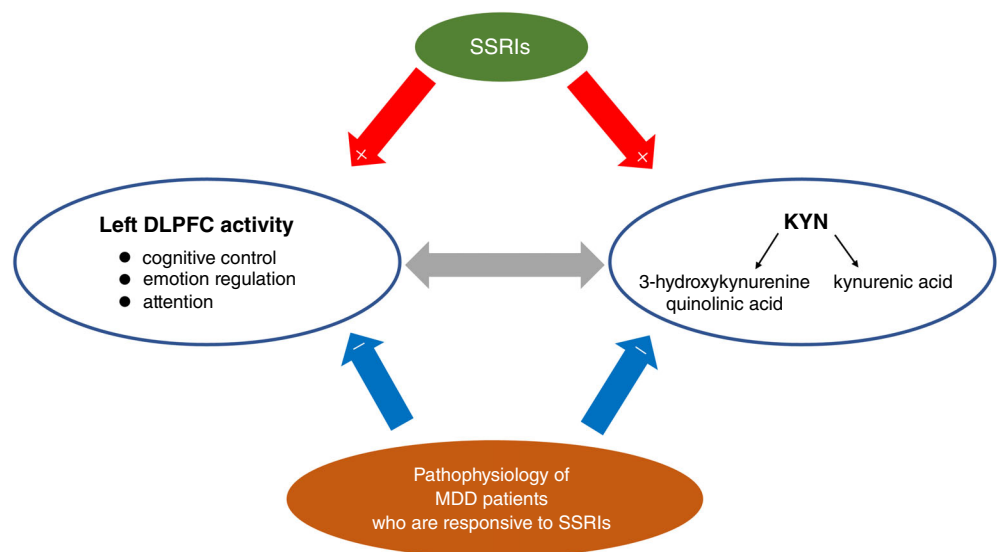 SSRIs
+
+
Left DLPFC activity
● cognitive control
● emotion regulation
● attention
KYN
3-hydroxykynurenine
quinolinic acid
kynurenic acid
−
−
Pathophysiology of
MDD patients
who are responsive to SSRIs